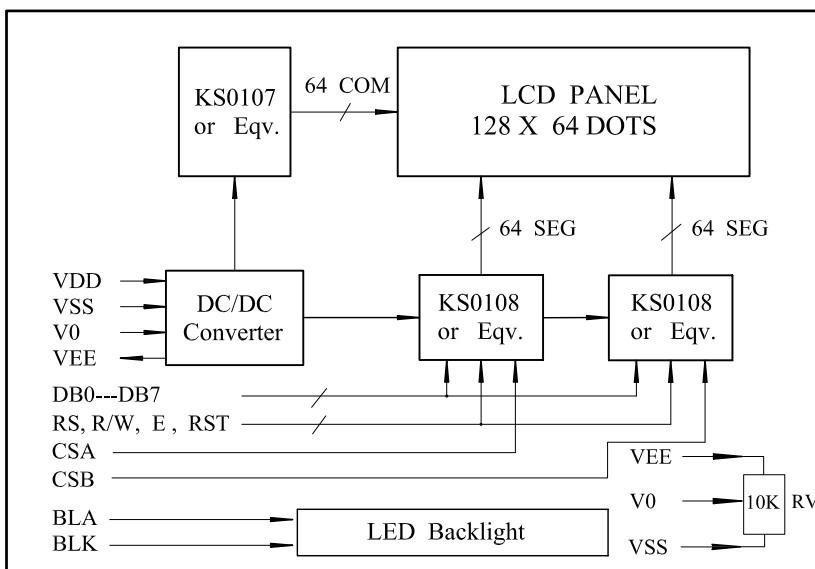 KS0107
or Eqv.
64 COM
LCD PANEL
128 X 64 DOTS
64 SEG
64 SEG
VDD
VSS
V0
VEE
DC/DC
Converter
KS0108
or Eqv.
KS0108
or Eqv.
DB0---DB7
RS, R/W, E , RST
CSA
CSB
BLA
BLK
LED Backlight
VEE
V0
VSS
10K
RV